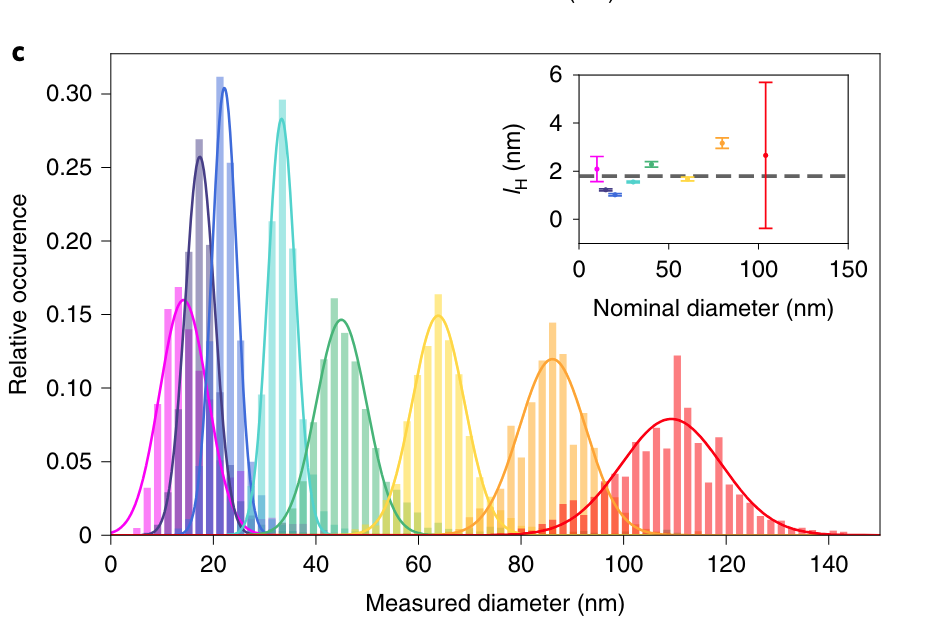 c
0.30
0.25
0.20
0.15
0.10
0.05
0
Relative occurence
0 20 40 60 80 100 120 140
Measured diameter (nm)
6
4
2
0
lH (nm)
0 50 100 150
Nominal diameter (nm)